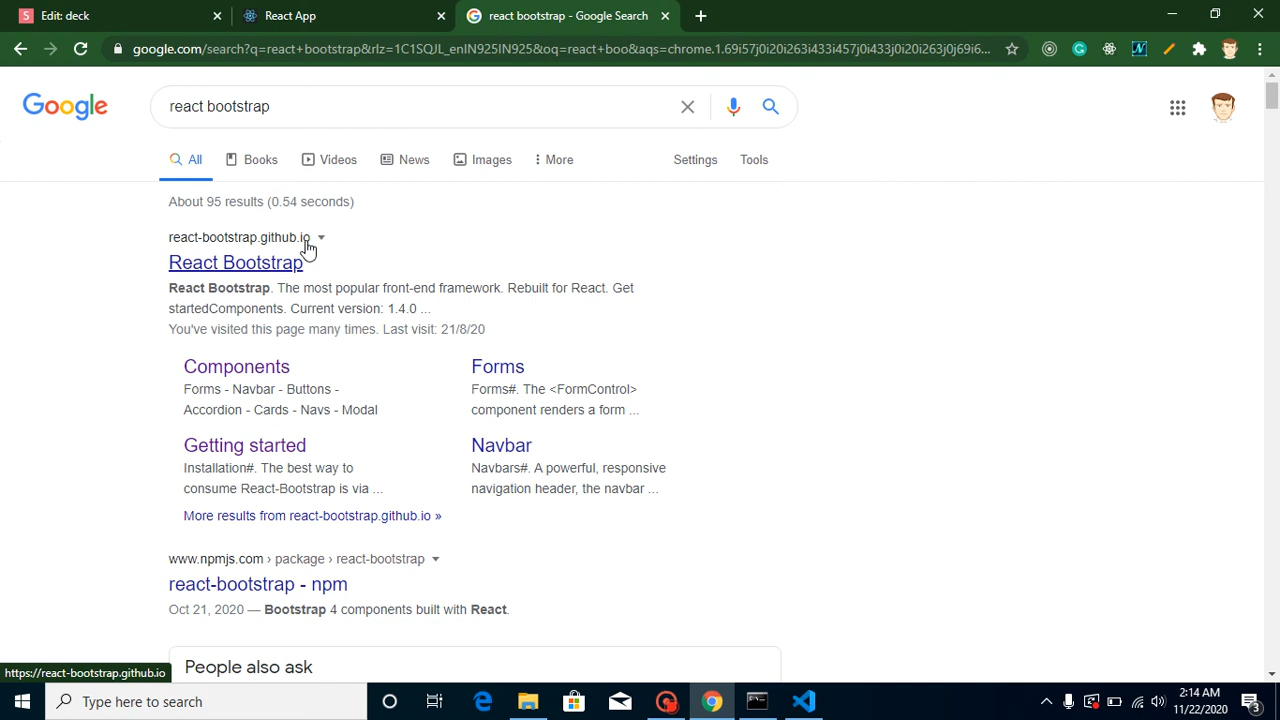 Edit: deck
React App
react bootstrap - Google Search
google.com/search?q=react+bootstrap&rlz=1C1SQJL_enIN925IN925&oq=react+boo&aqs=chrome.1.69i57j0i20i263i433i457j0i433j0i20i263j0j69i6...
Google
react bootstrap
All Books Videos News Images More Settings Tools
About 95 results (0.54 seconds)
react-bootstrap.github.io
React Bootstrap
React Bootstrap. The most popular front-end framework. Rebuilt for React. Get
startedComponents. Current version: 1.4.0 ...
You've visited this page many times. Last visit: 21/8/20
Components
Forms - Navbar - Buttons -
Accordion - Cards - Navs - Modal
Forms
Forms#. The <FormControl>
component renders a form ...
Getting started
Installation#. The best way to
consume React-Bootstrap is via ...
Navbar
Navbars#. A powerful, responsive
navigation header, the navbar ...
More results from react-bootstrap.github.io »
www.npmjs.com › package › react-bootstrap
react-bootstrap - npm
Oct 21, 2020 — Bootstrap 4 components built with React.
People also ask
https://react-bootstrap.github.io
Type here to search
2:14 AM
11/22/2020
3